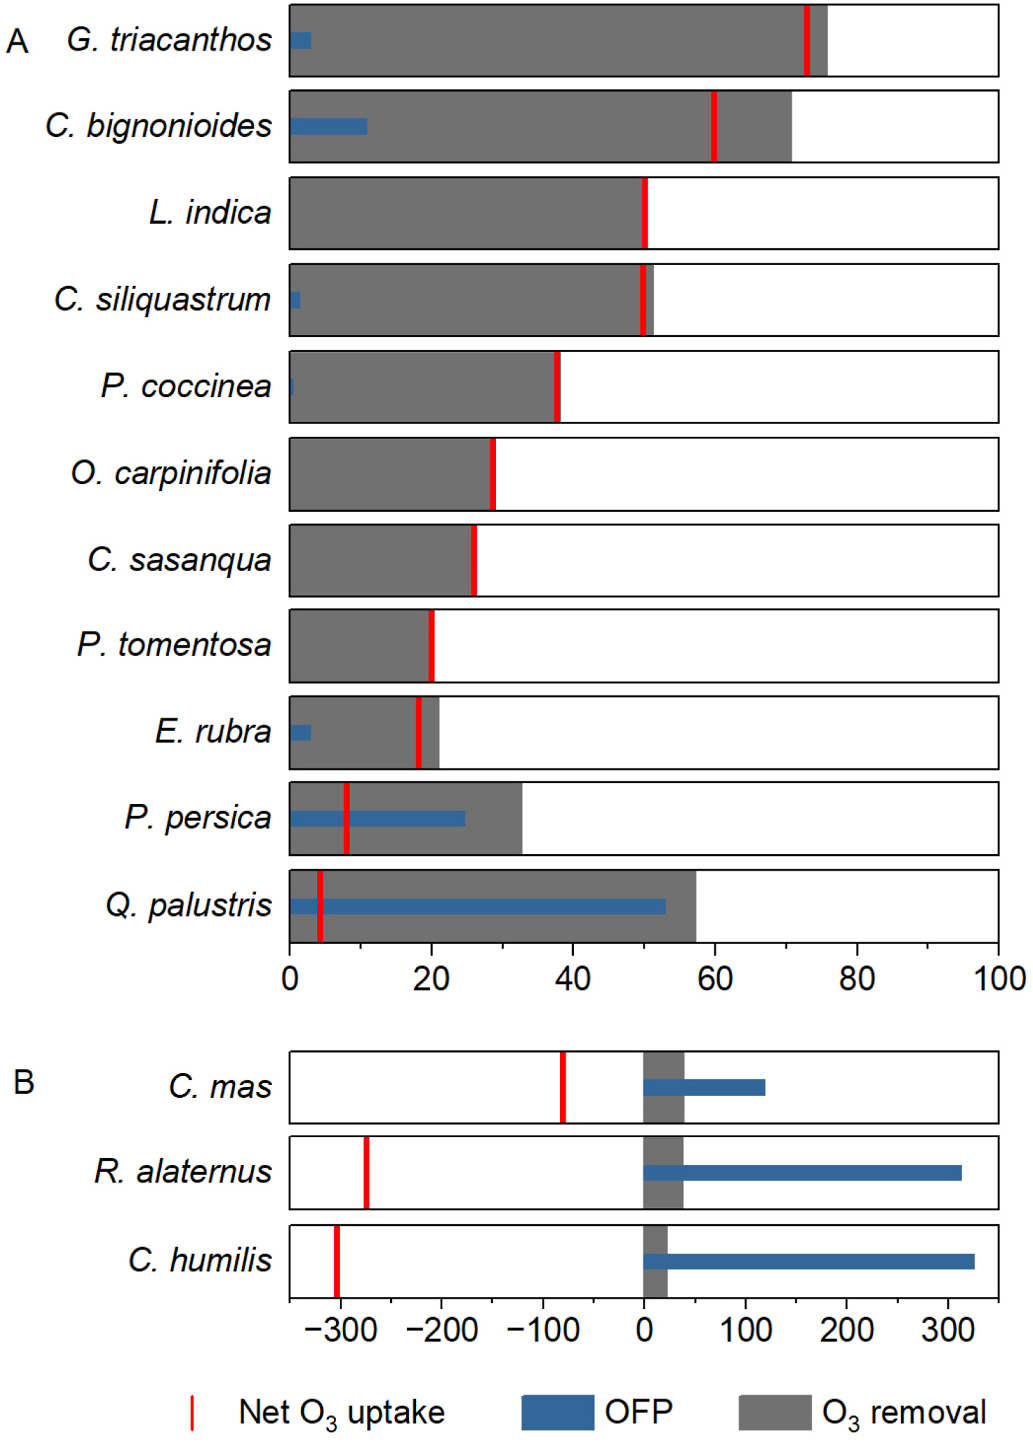 A
G. triacanthos
C. bignonioides
L. indica
C. siliquastrum
P. coccinea
O. carpinifolia
C. sasanqua
P. tomentosa
E. rubra
P. persica
Q. palustris
0 20 40 60 80 100
B
C. mas
R. alaternus
C. humilis
−300 −200 −100 0 100 200 300
Net O₃ uptake OFP O₃ removal